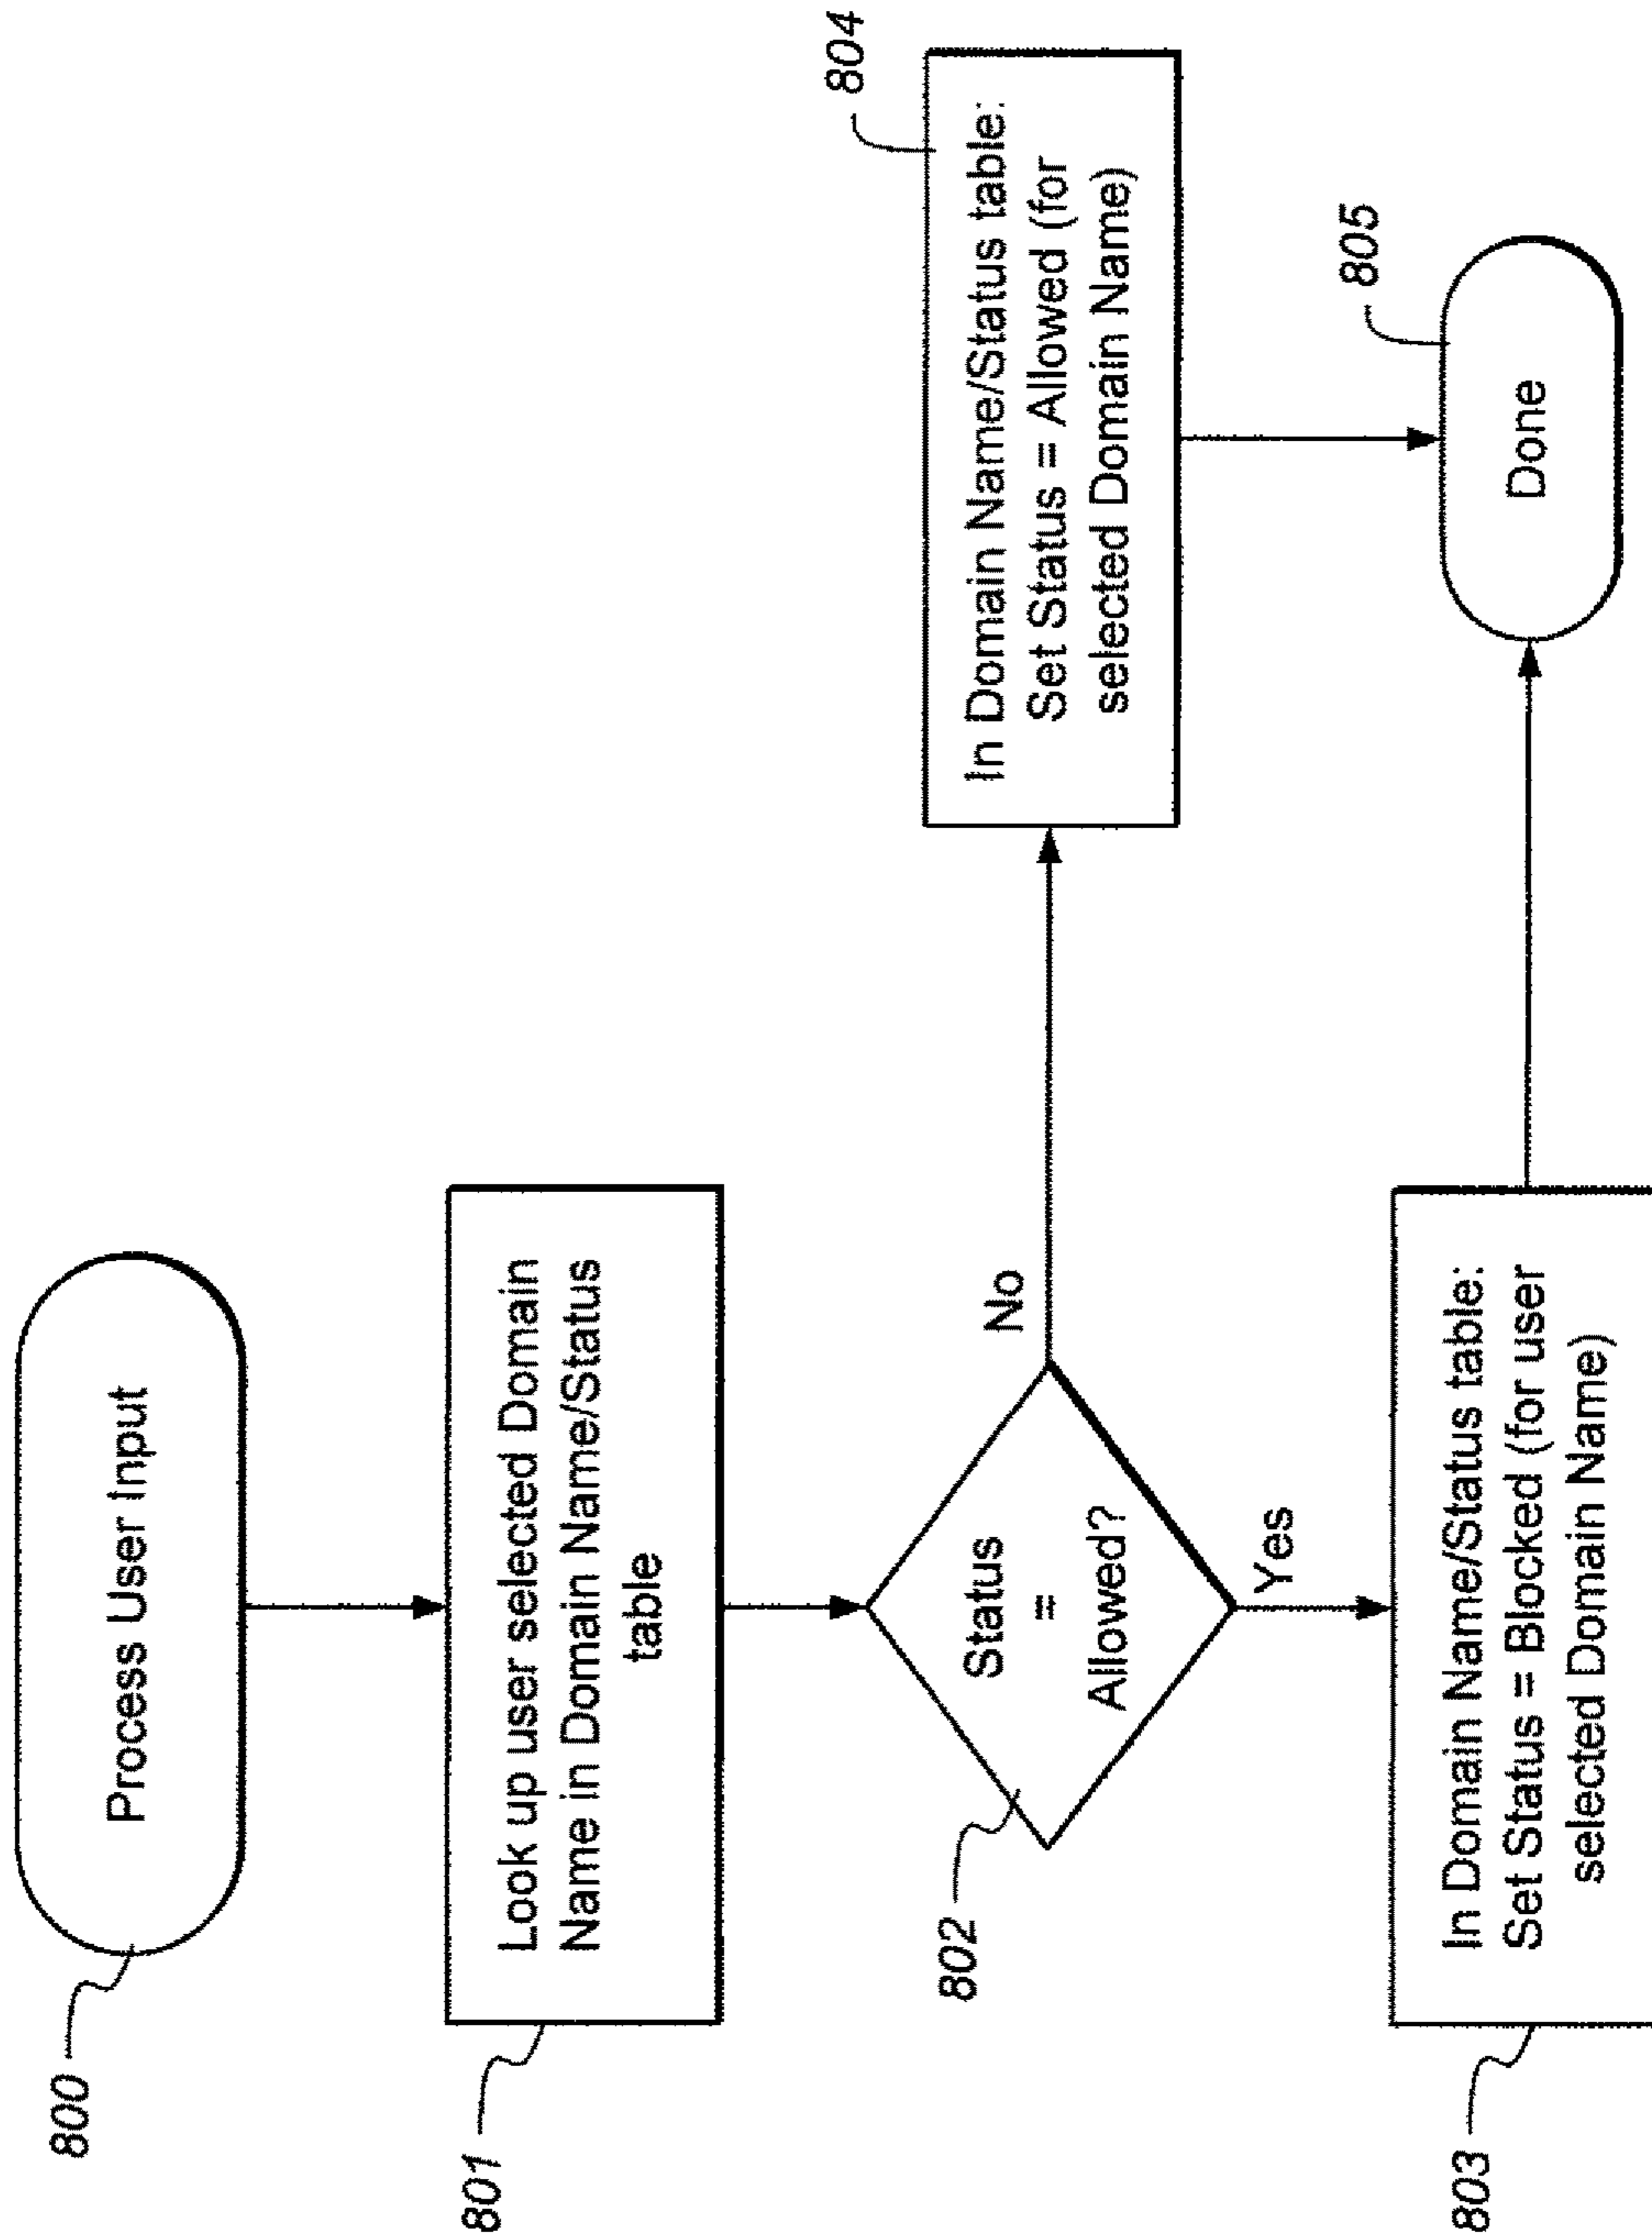 800
Process User Input
801
Look up user selected Domain
Name in Domain Name/Status
table
802
Status
=
Allowed?
No
Yes
804
In Domain Name/Status table:
Set Status = Allowed (for
selected Domain Name)
803
In Domain Name/Status table:
Set Status = Blocked (for user
selected Domain Name)
805
Done